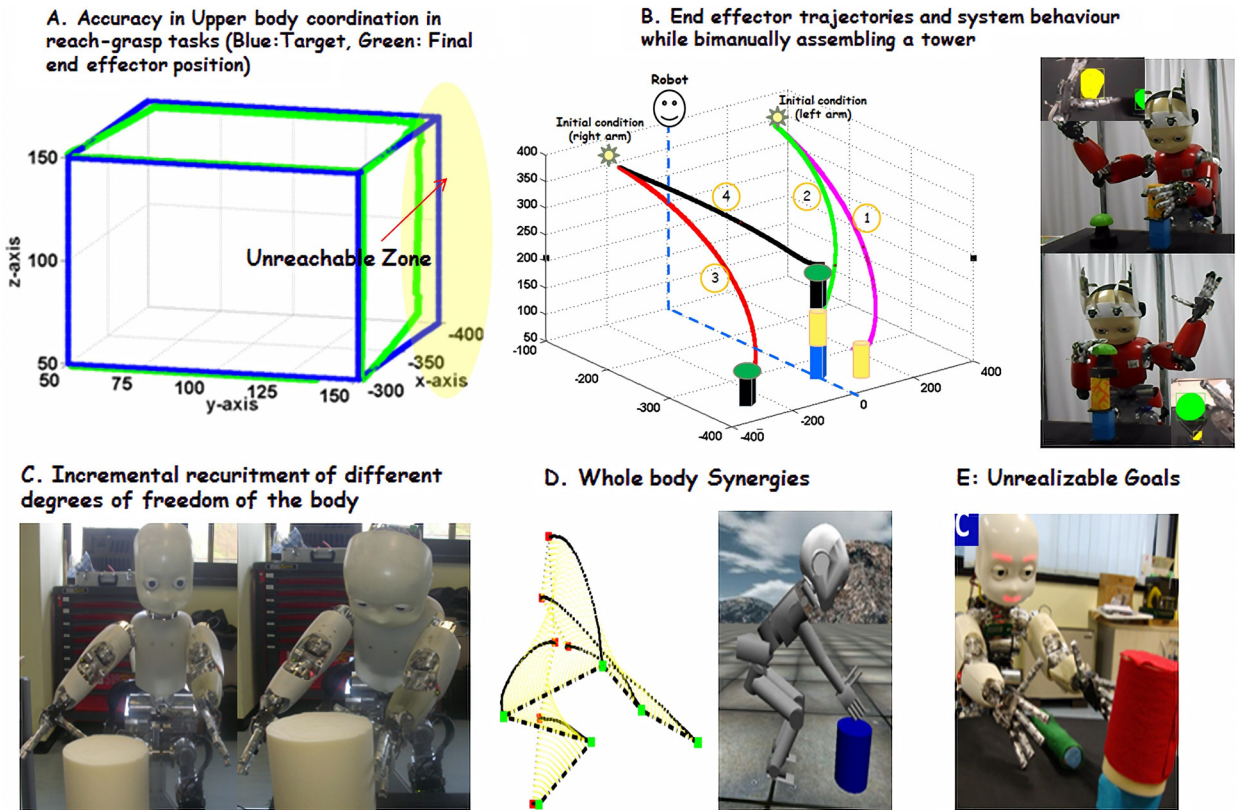 A. Accuracy in Upper body coordination in
reach-grasp tasks (Blue:Target, Green: Final
end effector position)
150
100
50
z-axis
50
75
100
125
150
y-axis
-300
-350
-400
x-axis
Unreachable Zone
B. End effector trajectories and system behaviour
while bimanually assembling a tower
Robot
Initial condition
(right arm)
Initial condition
(left arm)
400
350
300
250
200
150
100
50
-100
-200
-300
-400
-400
-200
0
200
400
1
2
3
4
C. Incremental recuritment of different
degrees of freedom of the body
D. Whole body Synergies
E: Unrealizable Goals
C